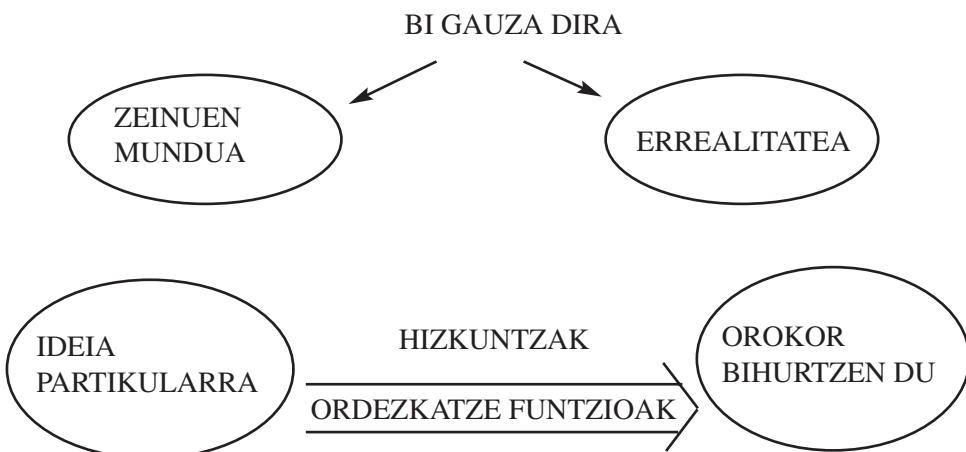 BI GAUZA DIRA
ZEINUEN
MUNDUA
ERREALITATEA
IDEIA
PARTIKULARRA
HIZKUNTZAK
ORDEZKATZE FUNTZIOAK
OROKOR
BIHURTZEN DU